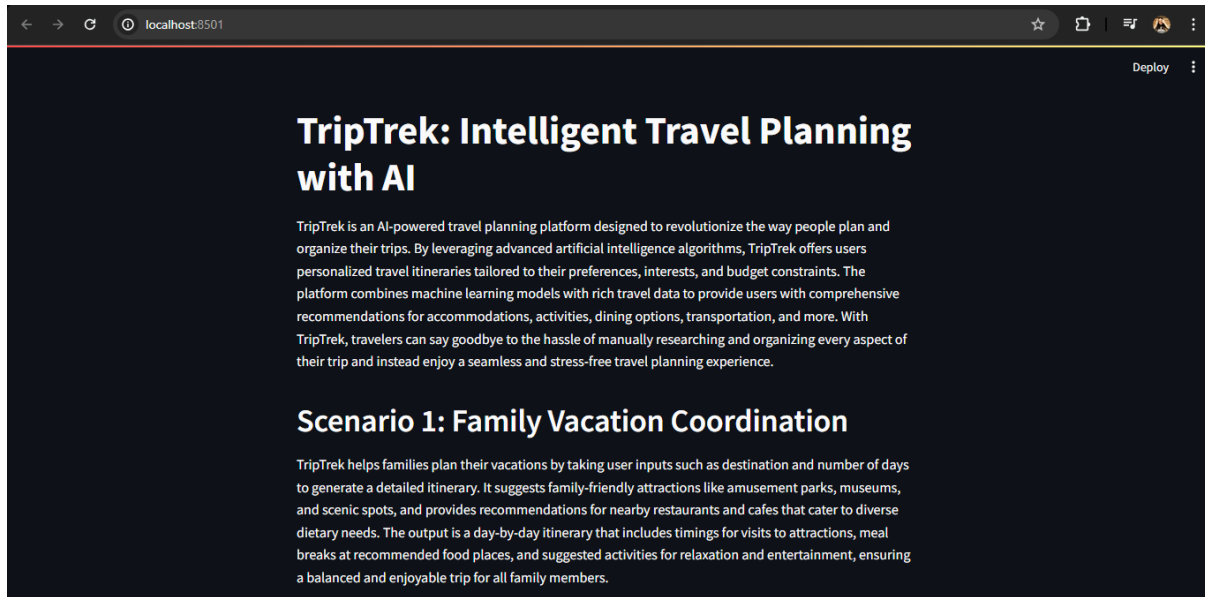 localhost:8501
Deploy
TripTrek: Intelligent Travel Planning
with AI
TripTrek is an AI-powered travel planning platform designed to revolutionize the way people plan and
organize their trips. By leveraging advanced artificial intelligence algorithms, TripTrek offers users
personalized travel itineraries tailored to their preferences, interests, and budget constraints. The
platform combines machine learning models with rich travel data to provide users with comprehensive
recommendations for accommodations, activities, dining options, transportation, and more. With
TripTrek, travelers can say goodbye to the hassle of manually researching and organizing every aspect of
their trip and instead enjoy a seamless and stress-free travel planning experience.
Scenario 1: Family Vacation Coordination
TripTrek helps families plan their vacations by taking user inputs such as destination and number of days
to generate a detailed itinerary. It suggests family-friendly attractions like amusement parks, museums,
and scenic spots, and provides recommendations for nearby restaurants and cafes that cater to diverse
dietary needs. The output is a day-by-day itinerary that includes timings for visits to attractions, meal
breaks at recommended food places, and suggested activities for relaxation and entertainment, ensuring
a balanced and enjoyable trip for all family members.